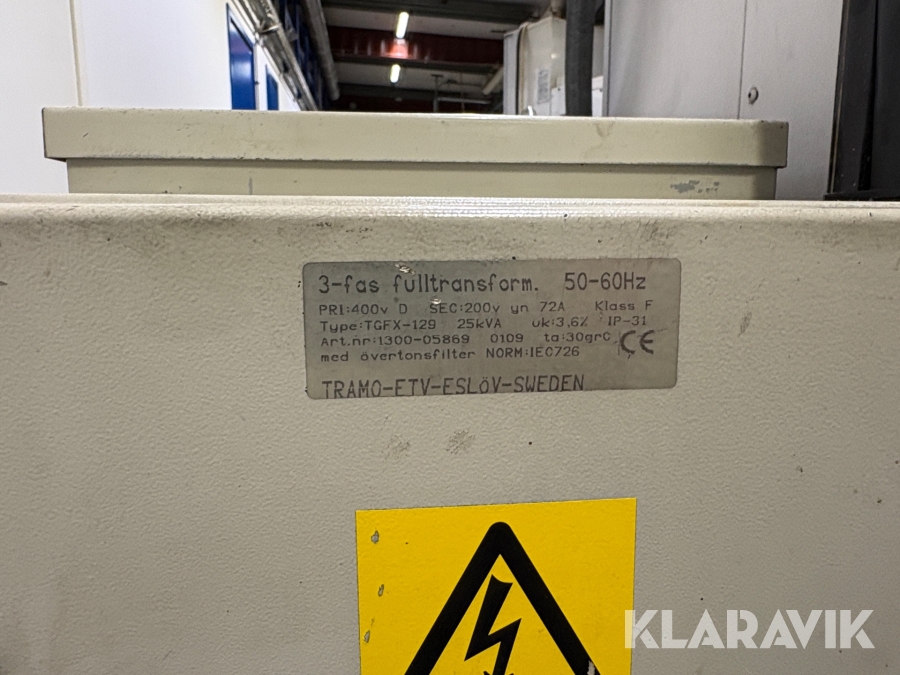 3-fas fulltransform. 50-60Hz
PRI:400v D SEC:200v yn 72A Klass F
Type:TGFX-129 25kVA uk:3,6% IP-31
Art.nr:1300-05869 0109 ta:30grC
med övertonsfilter NORM:IEC726
CE
TRAMO-ETV-ESLÖV-SWEDEN
KLARAVIK